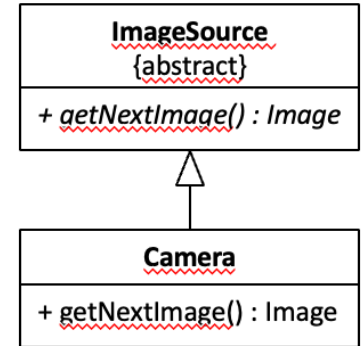 ImageSource
{abstract}
+ getNextImage() : Image
Camera
+ getNextImage() : Image